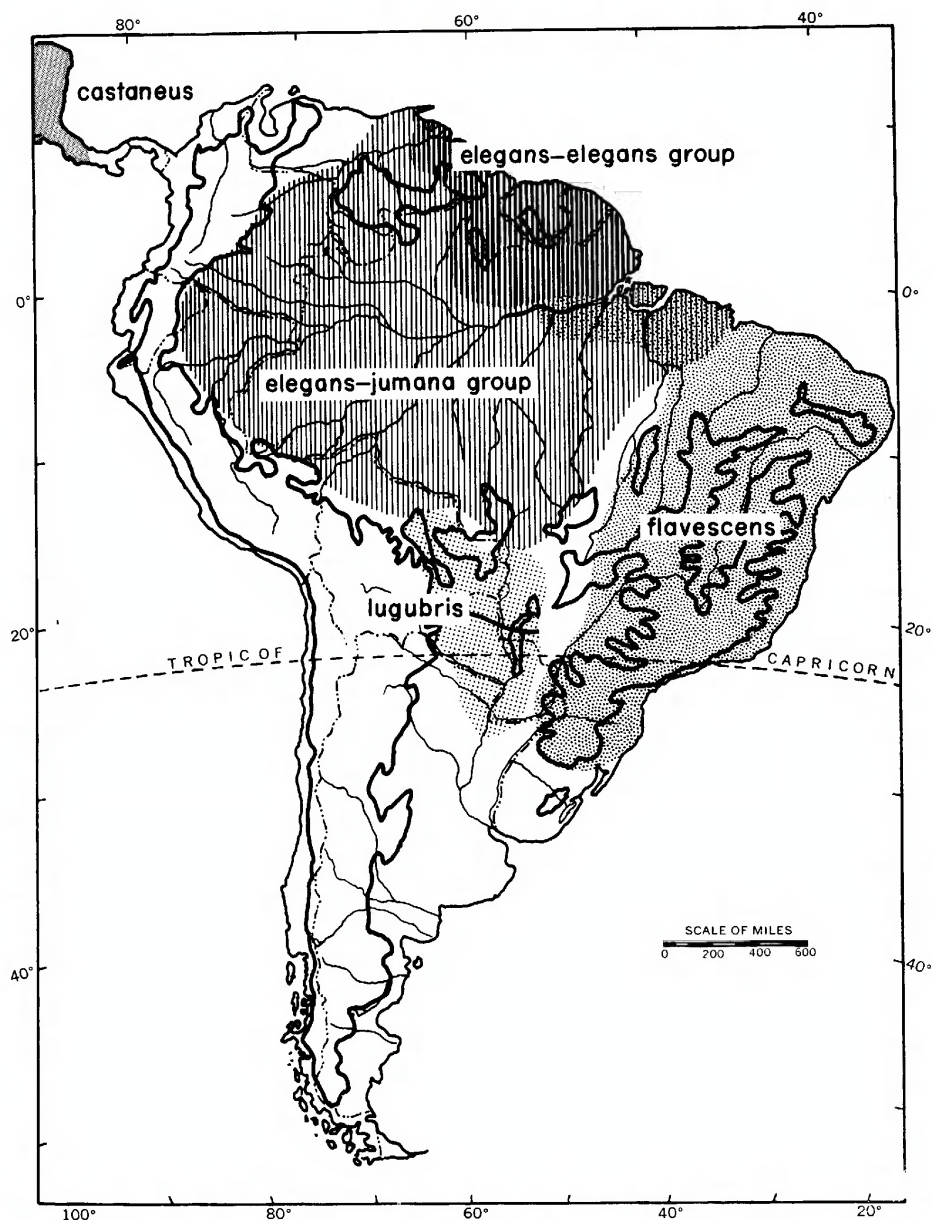 80° 60° 40°
castaneus
elegans–elegans group
0° 0°
elegans–jumana group
flavescens
lugubris
20° 20°
TROPIC OF CAPRICORN
SCALE OF MILES
0 200 400 600
40° 40°
100° 80° 60° 40° 20°